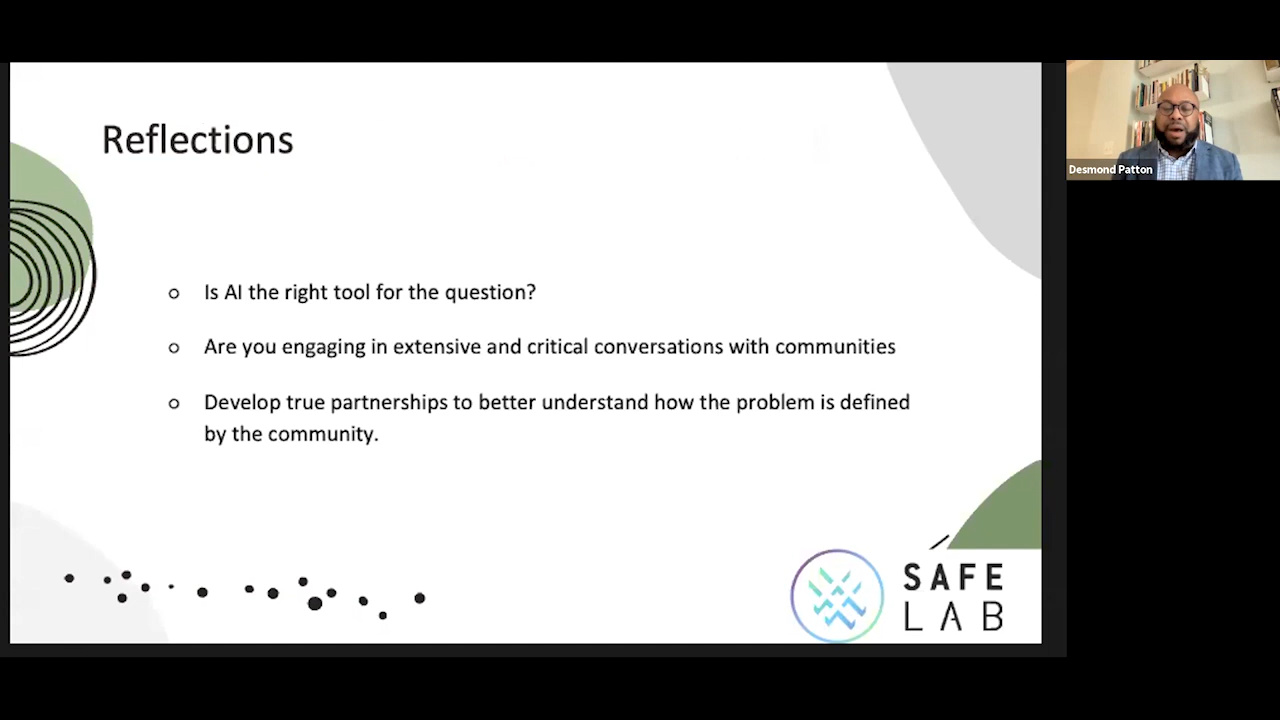 Reflections
Is AI the right tool for the question?
Are you engaging in extensive and critical conversations with communities
Develop true partnerships to better understand how the problem is defined
by the community.
SAFE
LAB
Desmond Patton